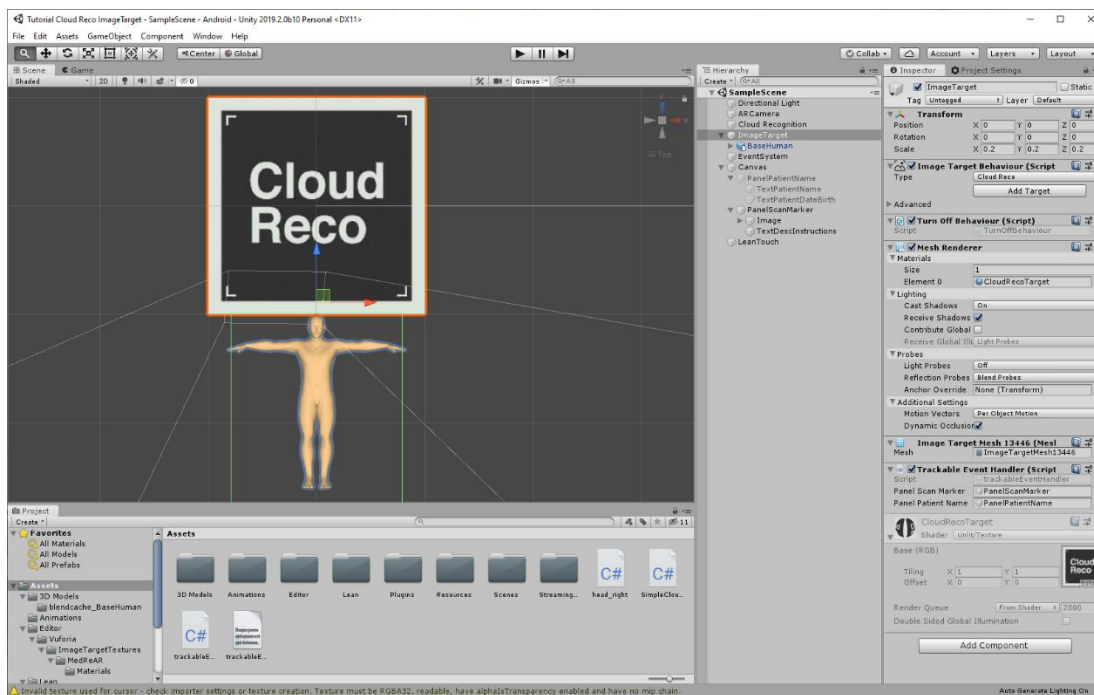 Tutorial Cloud Reco ImageTarget - SampleScene - Android - Unity 2019.2.0b10 Personal <DX11>
File Edit Assets GameObject Component Window Help
Center Global
Collab Account Layers Layout
Scene Game
Shaded 2D 0 Gizmos All
Top
Cloud
Reco
Hierarchy
Create All
SampleScene
Directional Light
ARCamera
Cloud Recognition
ImageTarget
BaseHuman
EventSystem
Canvas
PanelPatientName
TextPatientName
TextPatientDateBirth
PanelScanMarker
Image
TextDescInstructions
LeanTouch
Inspector Project Settings
ImageTarget Static
Tag Untagged Layer Default
Transform
Position X 0 Y 0 Z 0
Rotation X 0 Y 0 Z 0
Scale X 0.2 Y 0.2 Z 0.2
Image Target Behaviour (Script
Type Cloud Reco
Add Target
Advanced
Turn Off Behaviour (Script)
Script TurnOffBehaviour
Mesh Renderer
Materials
Size 1
Element 0 CloudRecoTarget
Lighting
Cast Shadows On
Receive Shadows
Contribute Global
Receive Global Illu Light Probes
Probes
Light Probes Off
Reflection Probes Blend Probes
Anchor Override None (Transform)
Additional Settings
Motion Vectors Per Object Motion
Dynamic Occlusion
Image Target Mesh 13446 (Mesl
Mesh ImageTargetMesh13446
Trackable Event Handler (Script
Script trackableEventHandler
Panel Scan Marker PanelScanMarker
Panel Patient Name PanelPatientName
CloudRecoTarget
Shader Unlit/Texture
Base (RGB)
Tiling X 1 Y 1
Offset X 0 Y 0
Cloud
Reco
Render Queue From Shader 2000
Double Sided Global Illumination
Add Component
Project
Create
11
Favorites
All Materials
All Models
All Prefabs
Assets
3D Models
blendcache_BaseHuman
Animations
Editor
Vuforia
ImageTargetTextures
MedReAR
Materials
Lean
Assets
3D Models Animations Editor Lean Plugins Resources Scenes Streaming... head_right SimpleClou...
C# C#
C#
trackableE... trackableE...
Invalid texture used for cursor - check importer settings or texture creation. Texture must be RGBA32, readable, have alphaIsTransparency enabled and have no mip chain.
Auto Generate Lighting On